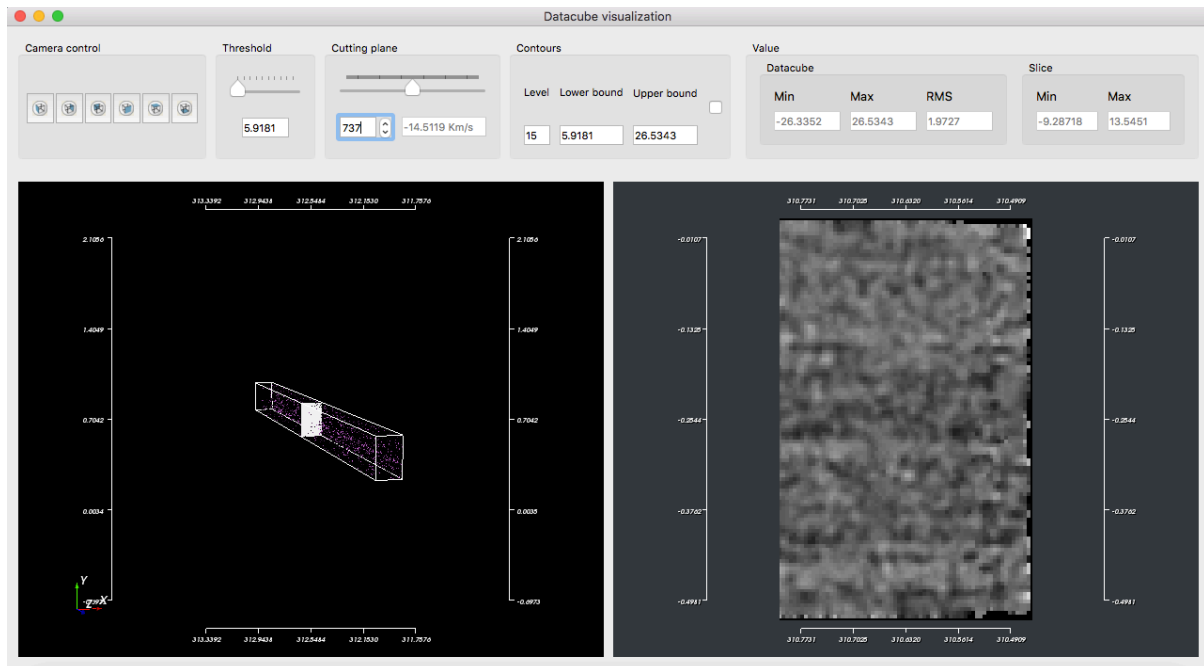 Datacube visualization
Camera control
Threshold
Cutting plane
Contours
Value
Datacube
Slice
Level Lower bound Upper bound
Min Max RMS
Min Max
5.9181
737
-14.5119 Km/s
15 5.9181 26.5343
-26.3352 26.5343 1.9727
-9.28718 13.5451
313.3392 312.9438 312.5484 312.1530 311.7576
2.1056
2.1056
1.4049
1.4049
0.7042
0.7042
0.0034
0.0035
-0.6973
Y
Z X
313.3392 312.9438 312.5484 312.1530 311.7576
310.7731 310.7025 310.6320 310.5614 310.4909
-0.0107
-0.0107
-0.1325
-0.1325
-0.2544
-0.2544
-0.3762
-0.3762
-0.4981
-0.4981
310.7731 310.7025 310.6320 310.5614 310.4909